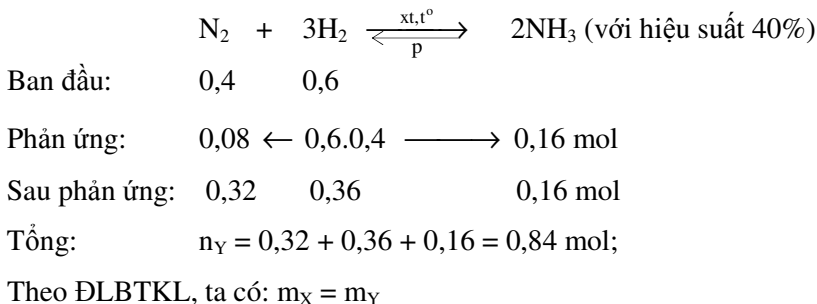 N₂ + 3H₂ ⇌ (xt,tº / p) 2NH₃ (với hiệu suất 40%)
Ban đầu: 0,4 0,6
Phản ứng: 0,08 ← 0,6.0,4 ⟶ 0,16 mol
Sau phản ứng: 0,32 0,36 0,16 mol
Tổng: n_Y = 0,32 + 0,36 + 0,16 = 0,84 mol;
Theo ĐLBTKL, ta có: m_X = m_Y